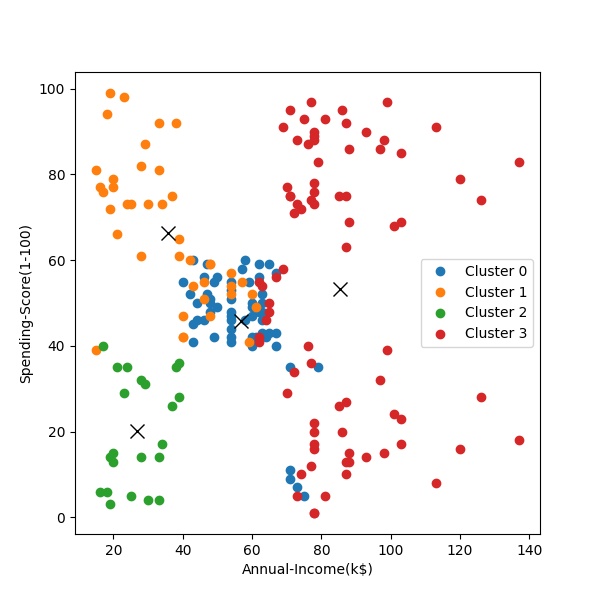 100
80
60
40
20
0
Spending-Score(1-100)
Cluster 0
Cluster 1
Cluster 2
Cluster 3
20 40 60 80 100 120 140
Annual-Income(k$)